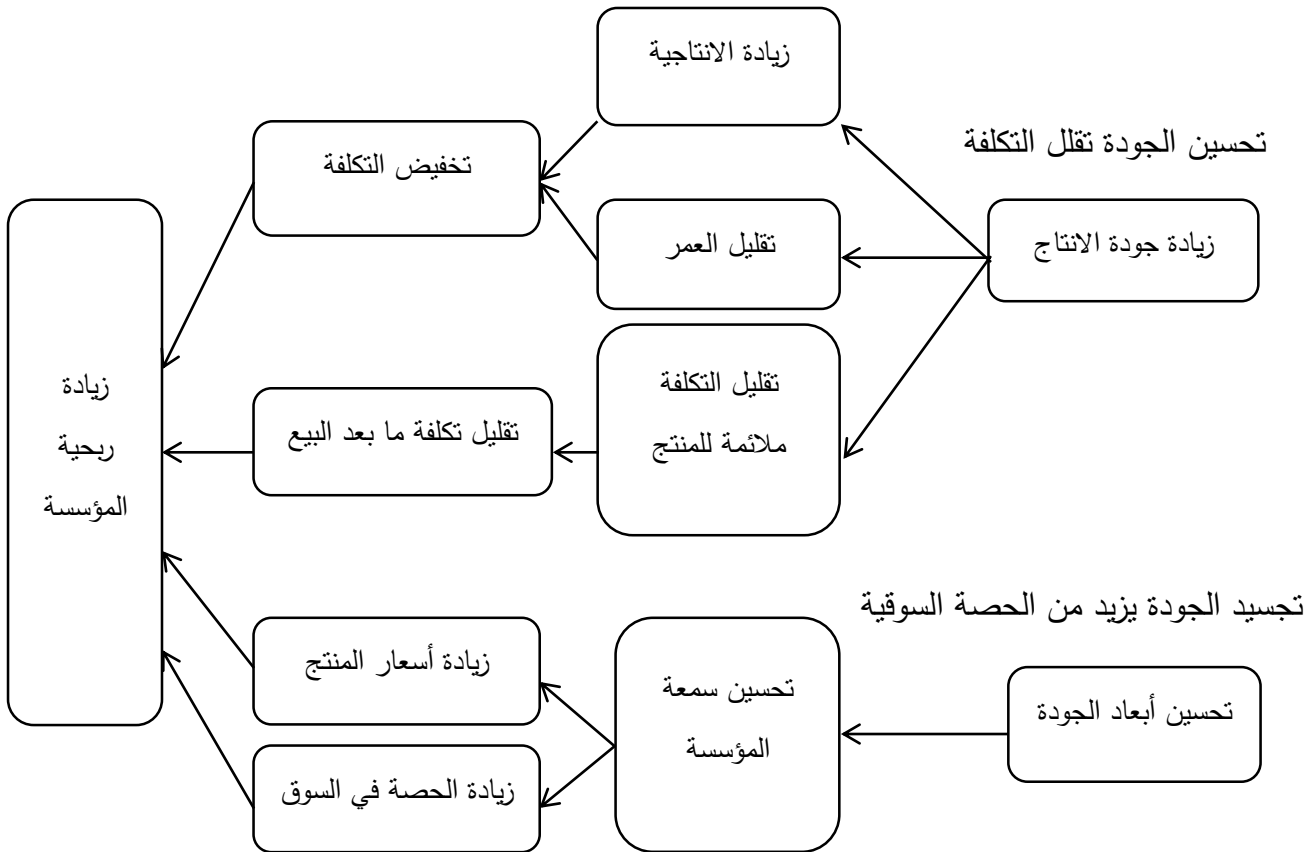 تحسين الجودة تقلل التكلفة
زيادة جودة الانتاج
زيادة الانتاجية
تقليل العمر
تقليل التكلفة
ملائمة للمنتج
تخفيض التكلفة
تقليل تكلفة ما بعد البيع
تجسيد الجودة يزيد من الحصة السوقية
تحسين أبعاد الجودة
تحسين سمعة
المؤسسة
زيادة أسعار المنتج
زيادة الحصة في السوق
زيادة
ربحية
المؤسسة